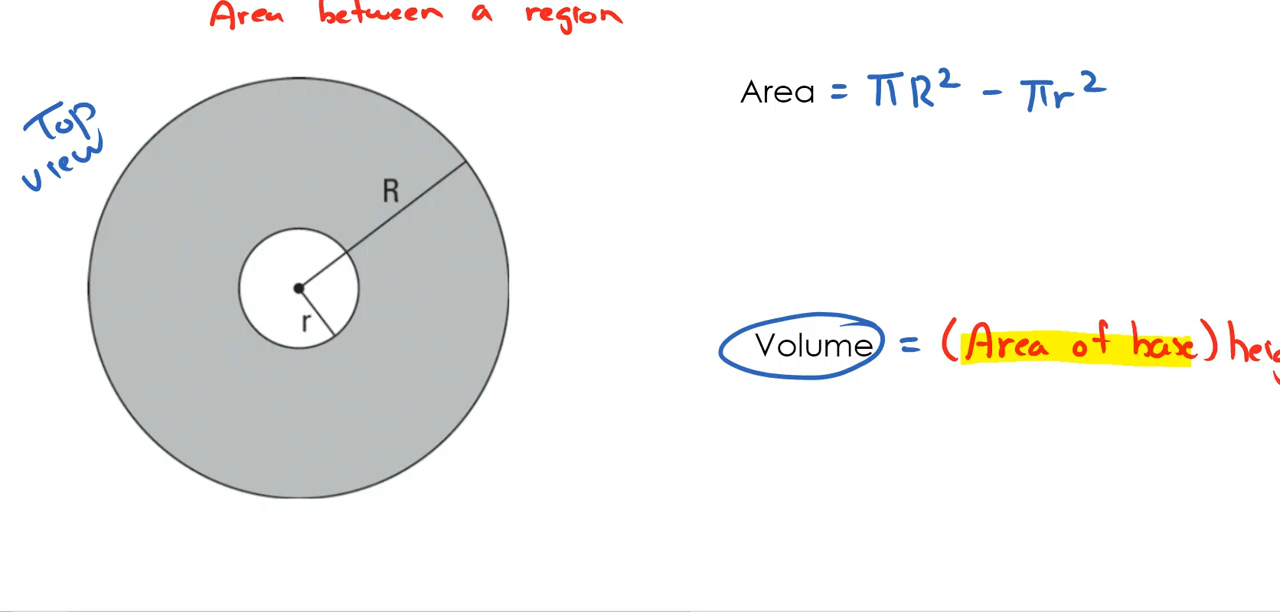 Area between a region
Top
view
R
r
Area = πR² - πr²
Volume = (Area of base)